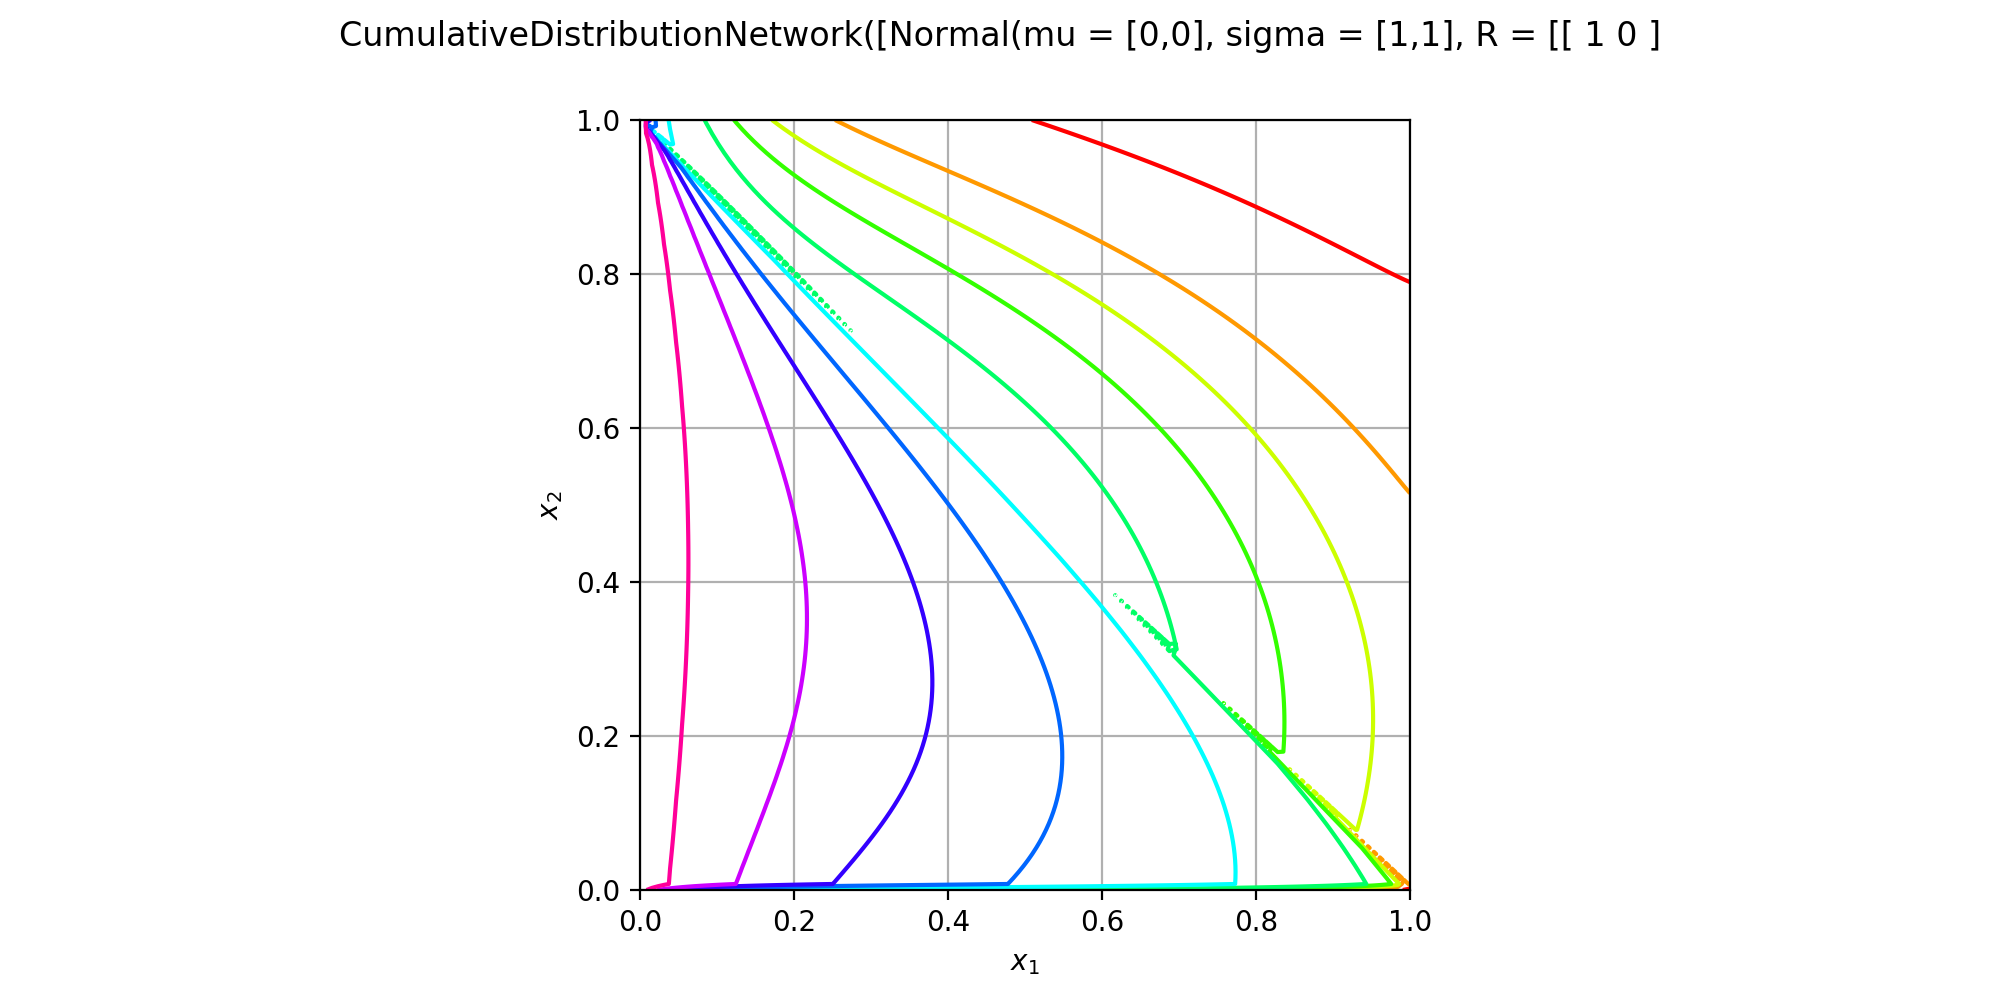 CumulativeDistributionNetwork([Normal(mu = [0,0], sigma = [1,1], R = [[ 1 0 ]
1.0
0.8
0.6
0.4
0.2
0.0
x₂
0.0 0.2 0.4 0.6 0.8 1.0
x₁